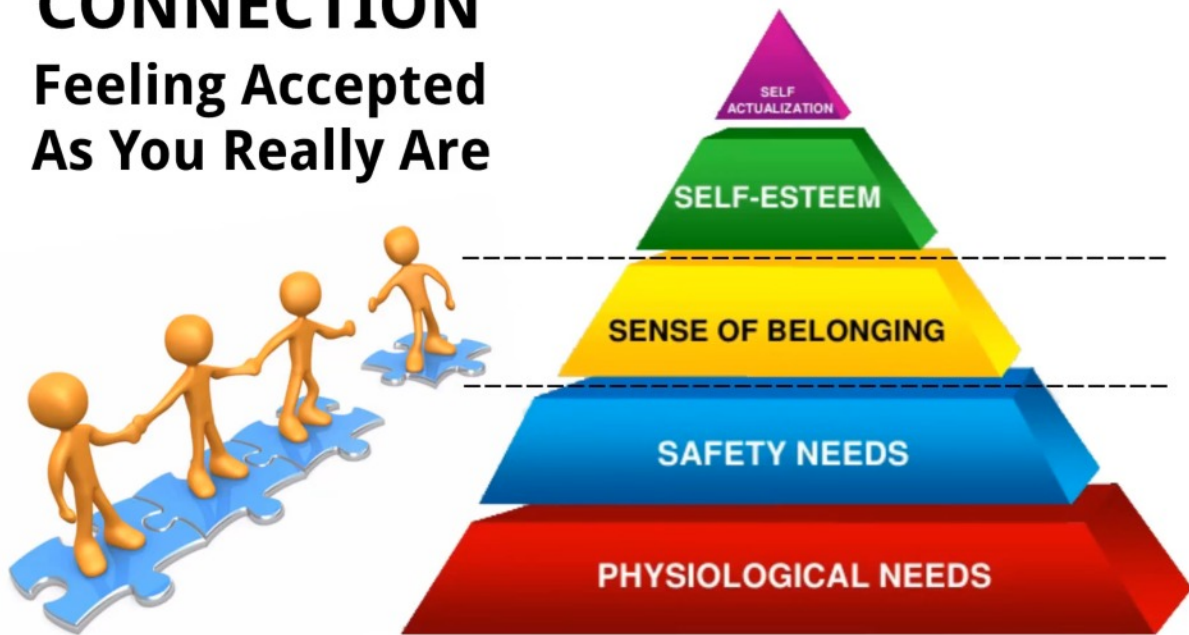 CONNECTION
Feeling Accepted
As You Really Are
SELF
ACTUALIZATION
SELF-ESTEEM
SENSE OF BELONGING
SAFETY NEEDS
PHYSIOLOGICAL NEEDS